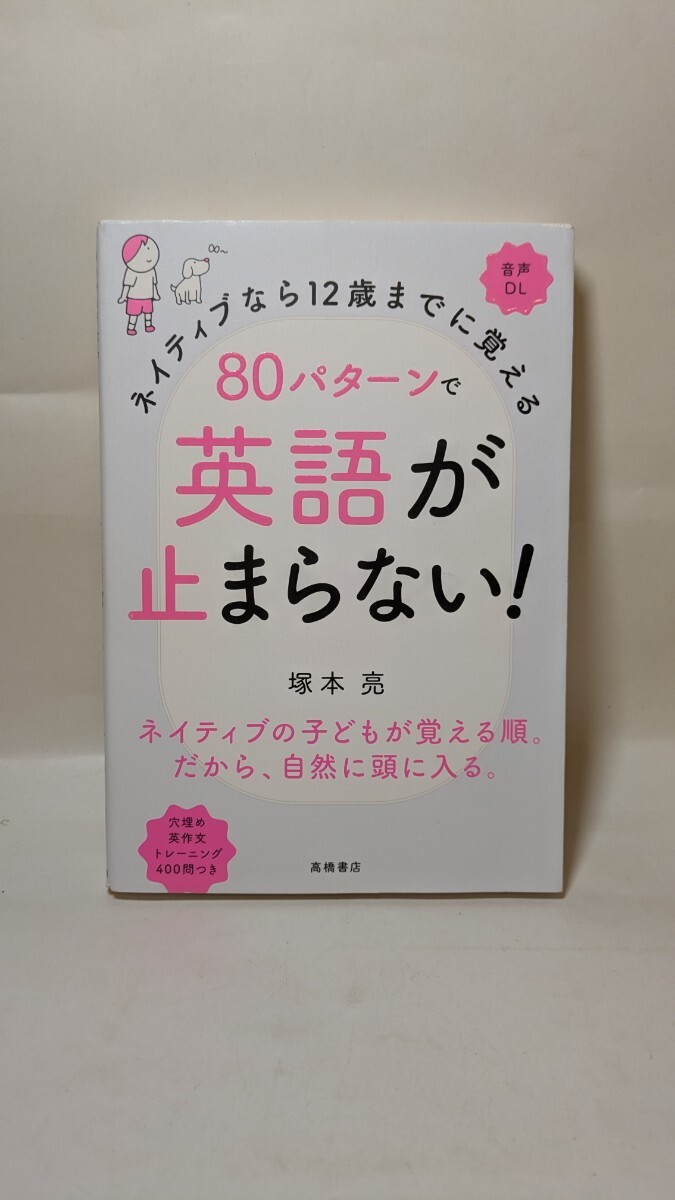 ネイティブなら12歳までに覚える
音声
DL
80パターンで
英語が
止まらない!
塚本 亮
ネイティブの子どもが覚える順。
だから、自然に頭に入る。
穴埋め
英作文
トレーニング
400問つき
高橋書店